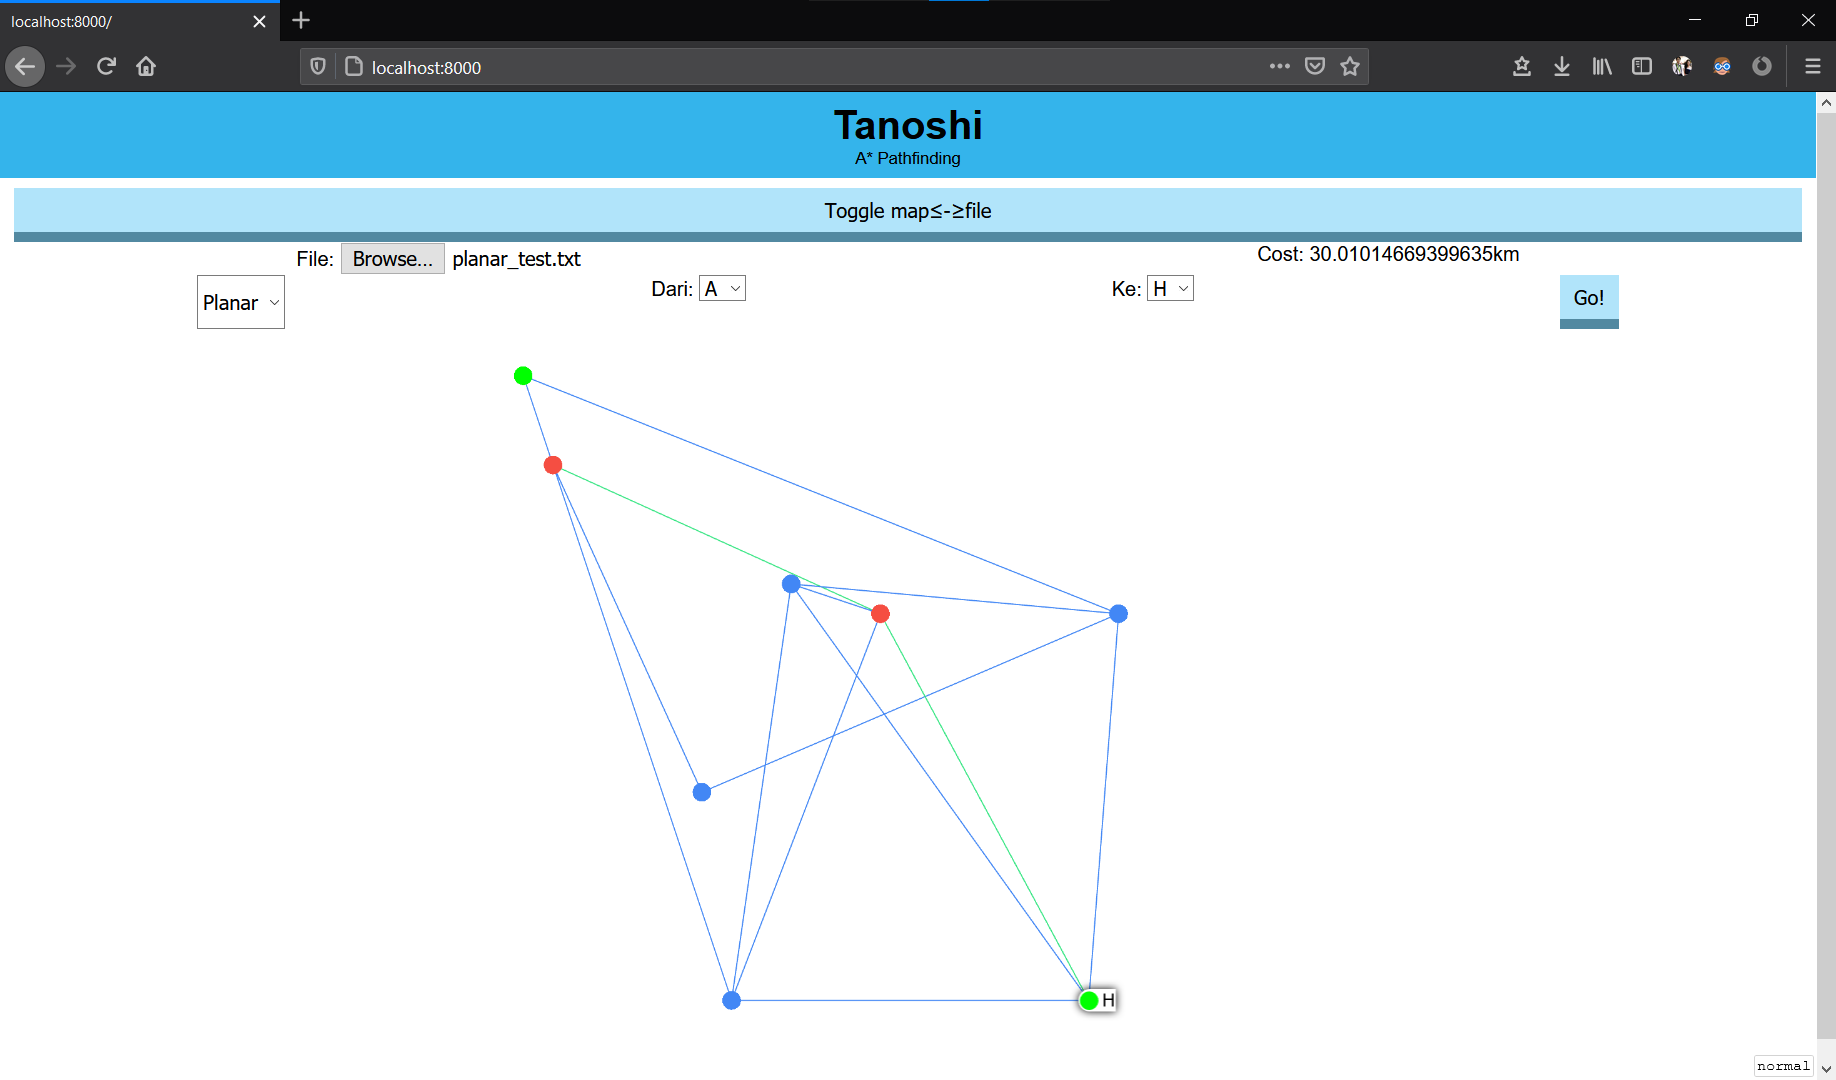 localhost:8000/
localhost:8000
Tanoshi
A* Pathfinding
Toggle map≤-≥file
File: Browse... planar_test.txt
Cost: 30.01014669399635km
Planar
Dari: A
Ke: H
Go!
H
normal